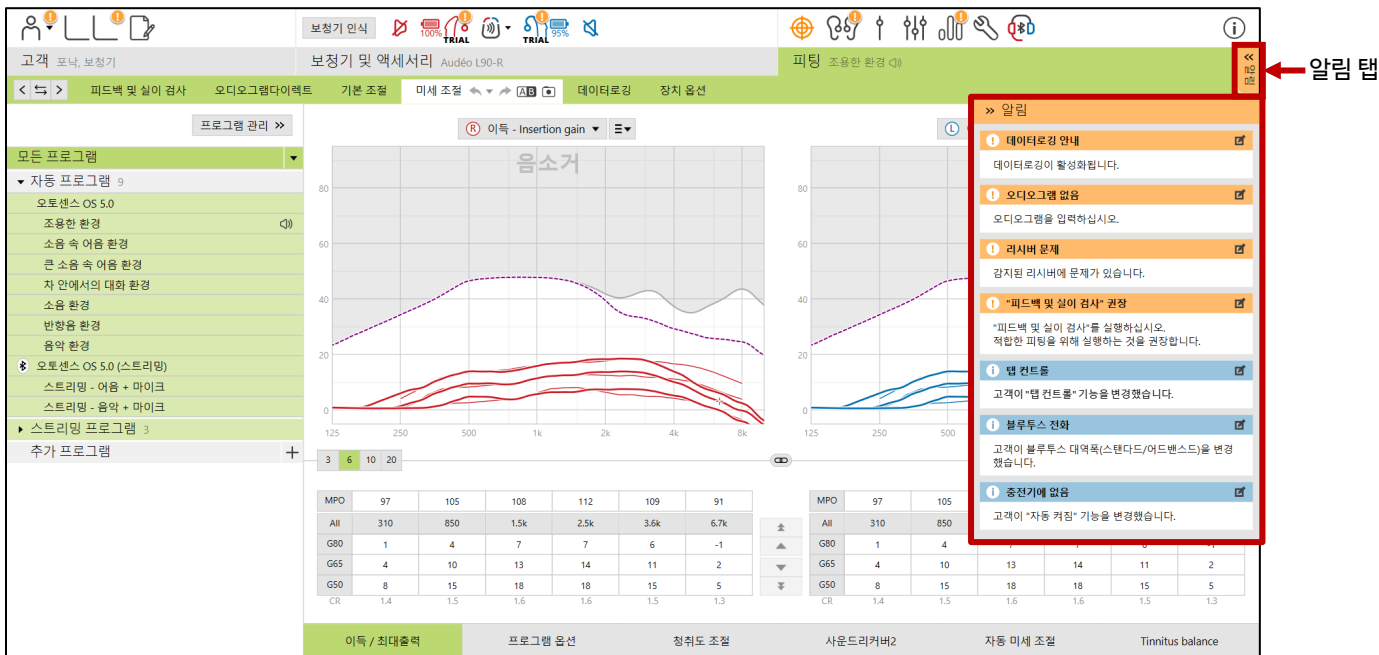 보청기 인식
100%
TRIAL
TRIAL
95%
고객 포낙, 보청기
보청기 및 액세서리 Audéo L90-R
피팅 조용한 환경
알림
알림 탭
피드백 및 실이 검사
오디오그램다이렉트
기본 조절
미세 조절
AB
데이터로깅
장치 옵션
프로그램 관리 »
모든 프로그램
자동 프로그램 9
오토센스 OS 5.0
조용한 환경
소음 속 어음 환경
큰 소음 속 어음 환경
차 안에서의 대화 환경
소음 환경
반향음 환경
음악 환경
오토센스 OS 5.0 (스트리밍)
스트리밍 - 어음 + 마이크
스트리밍 - 음악 + 마이크
스트리밍 프로그램 3
추가 프로그램 +
R 이득 - Insertion gain
L
음소거
80
60
40
20
0
125 250 500 1k 2k 4k 8k
80
60
40
20
0
125 250 500
3 6 10 20
MPO 97 105 108 112 109 91
All 310 850 1.5k 2.5k 3.6k 6.7k
G80 1 4 7 7 6 -1
G65 4 10 13 14 11 2
G50 8 15 18 18 15 5
CR 1.4 1.5 1.6 1.6 1.5 1.3
MPO 97 105
All 310 850
G80 1 4
G65 4 10 13 14 11 2
G50 8 15 18 18 15 5
CR 1.4 1.5 1.6 1.6 1.5 1.3
» 알림
데이터로깅 안내
데이터로깅이 활성화됩니다.
오디오그램 없음
오디오그램을 입력하십시오.
리시버 문제
감지된 리시버에 문제가 있습니다.
"피드백 및 실이 검사" 권장
"피드백 및 실이 검사"를 실행하십시오.
적합한 피팅을 위해 실행하는 것을 권장합니다.
탭 컨트롤
고객이 "탭 컨트롤" 기능을 변경했습니다.
블루투스 전화
고객이 블루투스 대역폭(스탠다드/어드밴스드)을 변경
했습니다.
충전기에 없음
고객이 "자동 켜짐" 기능을 변경했습니다.
이득 / 최대출력
프로그램 옵션
청취도 조절
사운드리커버2
자동 미세 조절
Tinnitus balance